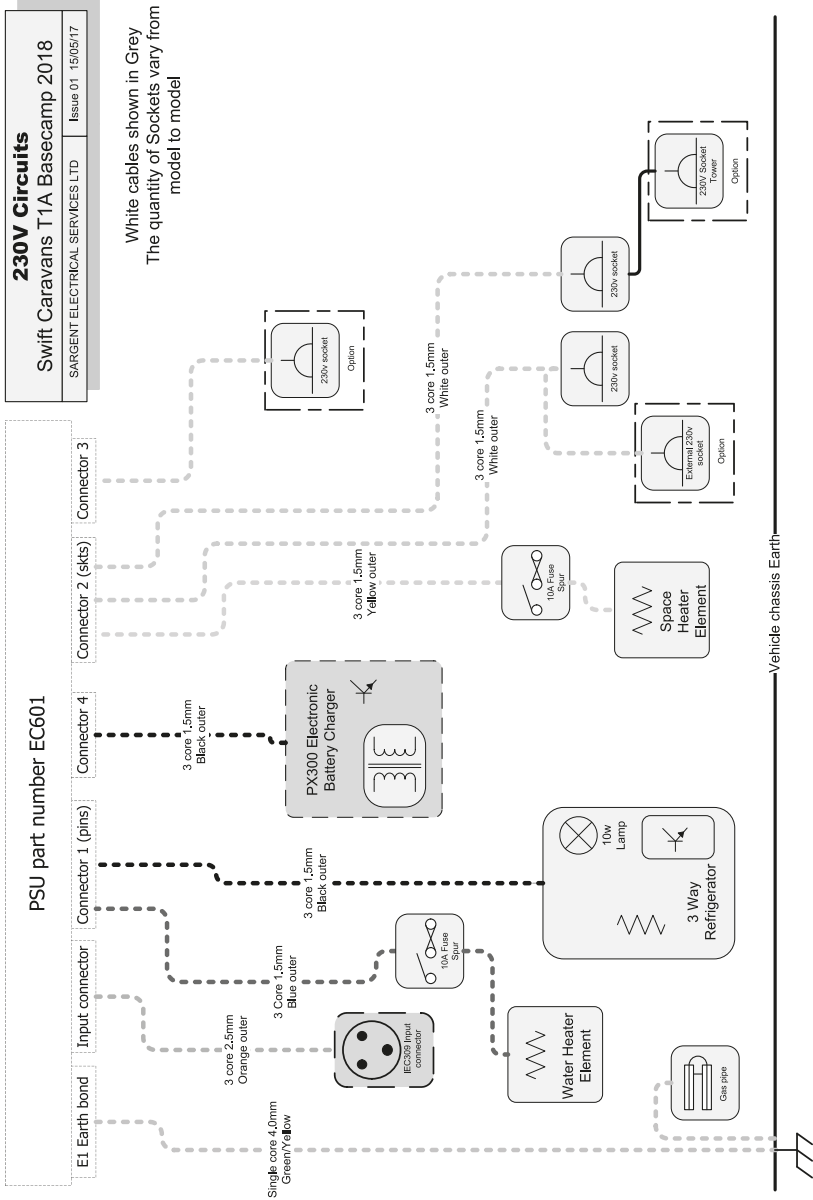 230V Circuits
Swift Caravans T1A Basecamp 2018
SARGENT ELECTRICAL SERVICES LTD
Issue 01 15/05/17
White cables shown in Grey
The quantity of Sockets vary from
model to model
PSU part number EC601
E1 Earth bond
Input connector
Connector 1 (pins)
Connector 4
Connector 2 (skts)
Connector 3
Single core 4.0mm
Green/Yellow
3 core 2.5mm
Orange outer
3 Core 1.5mm
Blue outer
3 core 1.5mm
Black outer
3 core 1.5mm
Black outer
3 core 1.5mm
Yellow outer
3 core 1.5mm
White outer
3 core 1.5mm
White outer
IEC309 Input
connector
10A Fuse
Spur
Water Heater
Element
Gas pipe
10w
Lamp
3 Way
Refrigerator
PX300 Electronic
Battery Charger
10A Fuse
Spur
Space
Heater
Element
External 230v
socket
Option
230v socket
230v socket
230V Socket
Tower
Option
230v socket
Option
Vehicle chassis Earth